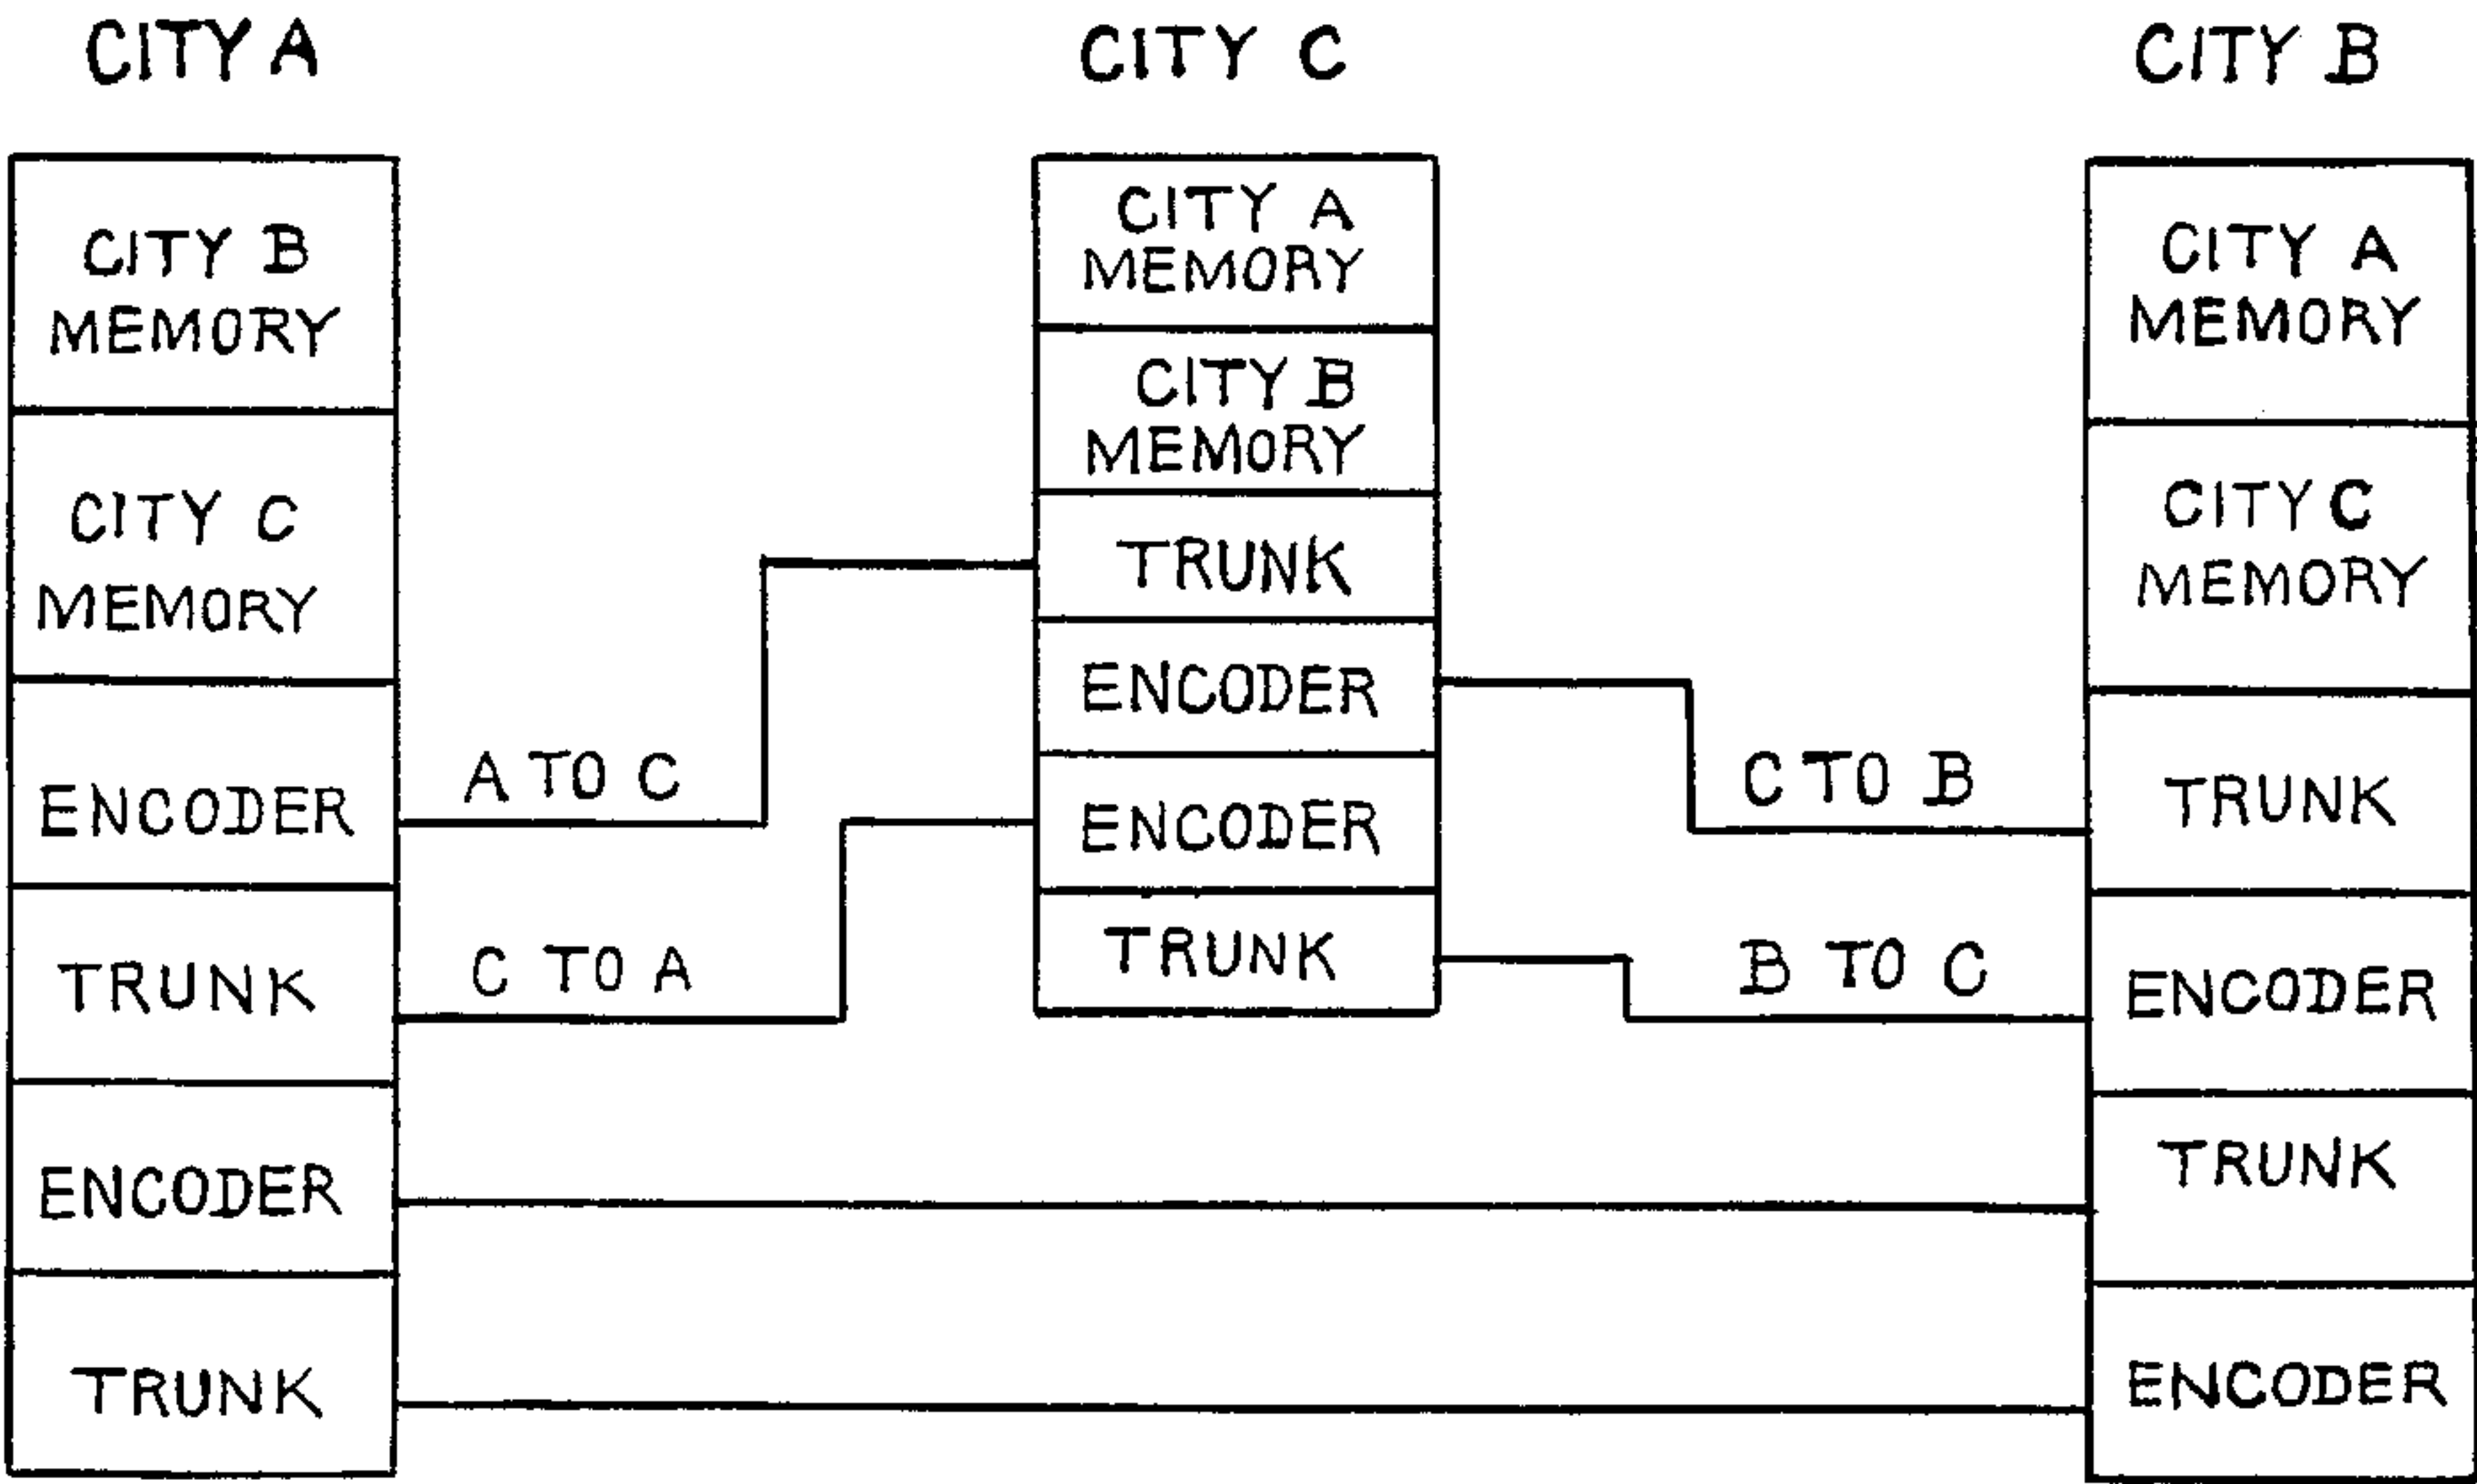 CITY A
CITY C
CITY B
CITY B
MEMORY
CITY C
MEMORY
ENCODER
TRUNK
ENCODER
TRUNK
A TO C
C TO A
CITY A
MEMORY
CITY B
MEMORY
TRUNK
ENCODER
ENCODER
TRUNK
C TO B
B TO C
CITY A
MEMORY
CITY C
MEMORY
TRUNK
ENCODER
TRUNK
ENCODER